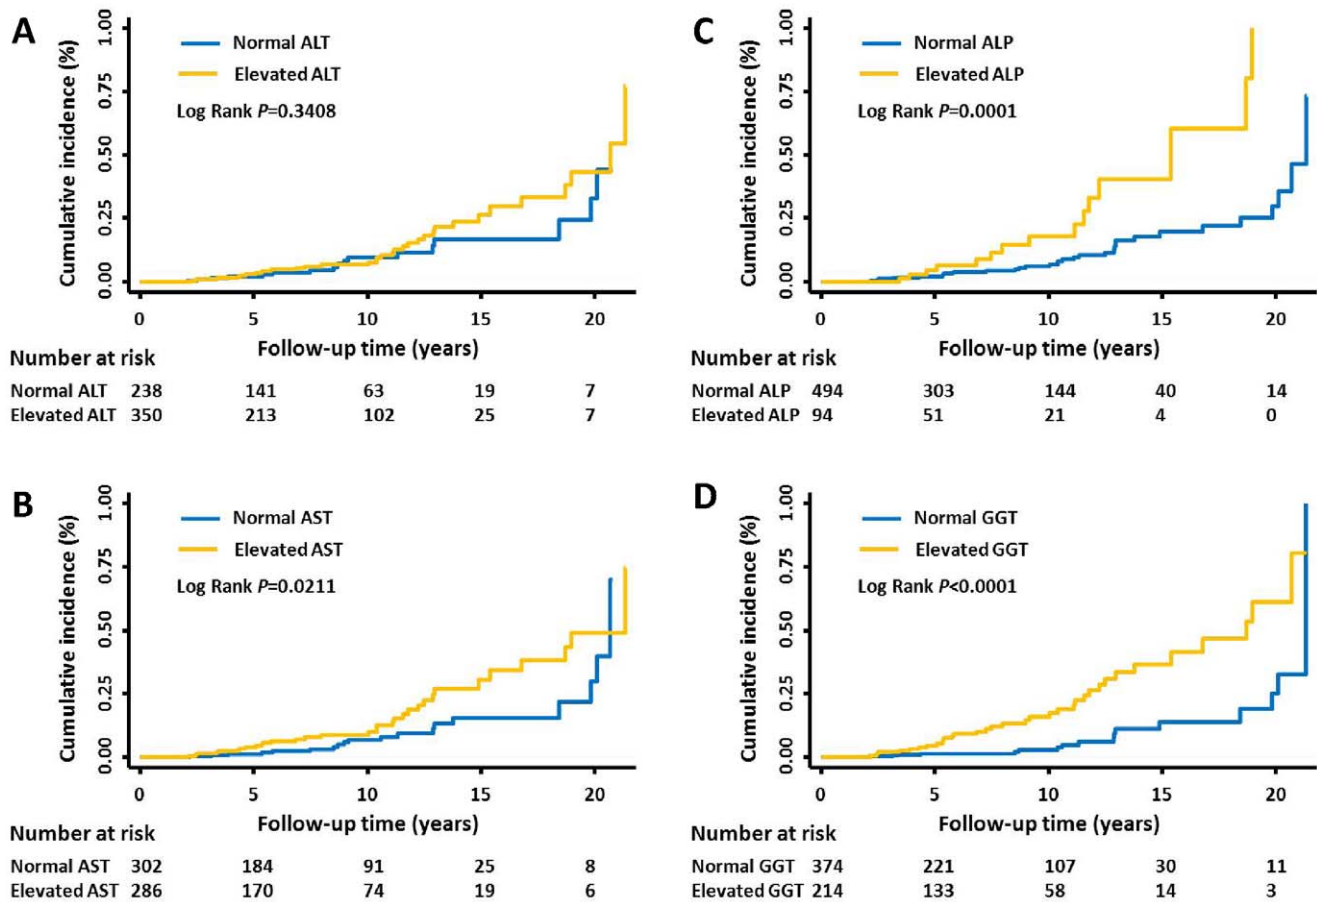 A
Cumulative incidence (%)
1.00
0.75
0.50
0.25
0.00
Normal ALT
Elevated ALT
Log Rank P=0.3408
0 5 10 15 20
Follow-up time (years)
Number at risk
Normal ALT 238 141 63 19 7
Elevated ALT 350 213 102 25 7
C
Cumulative incidence (%)
1.00
0.75
0.50
0.25
0.00
Normal ALP
Elevated ALP
Log Rank P=0.0001
0 5 10 15 20
Follow-up time (years)
Number at risk
Normal ALP 494 303 144 40 14
Elevated ALP 94 51 21 4 0
B
Cumulative incidence (%)
1.00
0.75
0.50
0.25
0.00
Normal AST
Elevated AST
Log Rank P=0.0211
0 5 10 15 20
Follow-up time (years)
Number at risk
Normal AST 302 184 91 25 8
Elevated AST 286 170 74 19 6
D
Cumulative incidence (%)
1.00
0.75
0.50
0.25
0.00
Normal GGT
Elevated GGT
Log Rank P<0.0001
0 5 10 15 20
Follow-up time (years)
Number at risk
Normal GGT 374 221 107 30 11
Elevated GGT 214 133 58 14 3